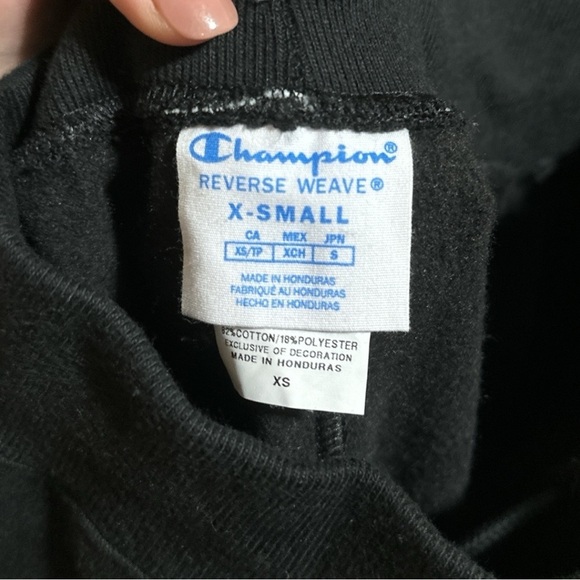 Champion®
REVERSE WEAVE®
X-SMALL
CA MEX JPN
XS/TP XCH S
MADE IN HONDURAS
FABRIQUÉ AU HONDURAS
HECHO EN HONDURAS
82%COTTON/18%POLYESTER
EXCLUSIVE OF DECORATION
MADE IN HONDURAS
XS